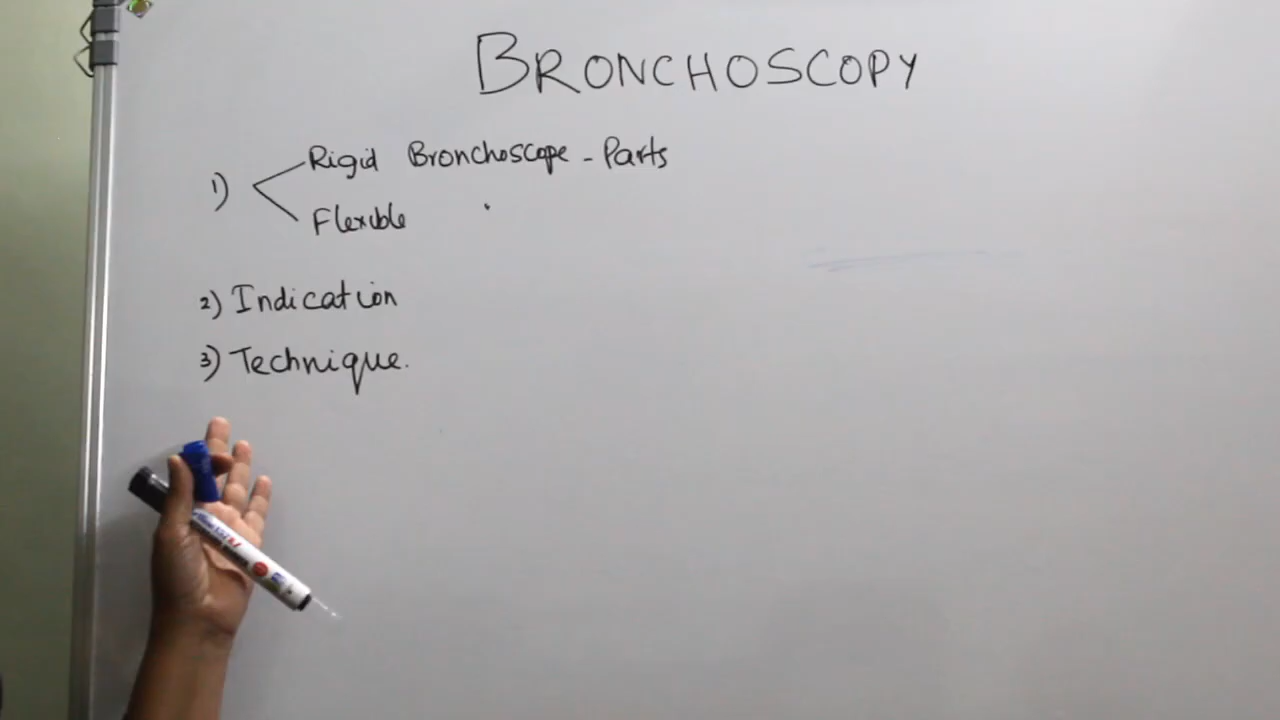 BRONCHOSCOPY
1) Rigid Bronchoscope - Parts
Flexible
2) Indication
3) Technique.